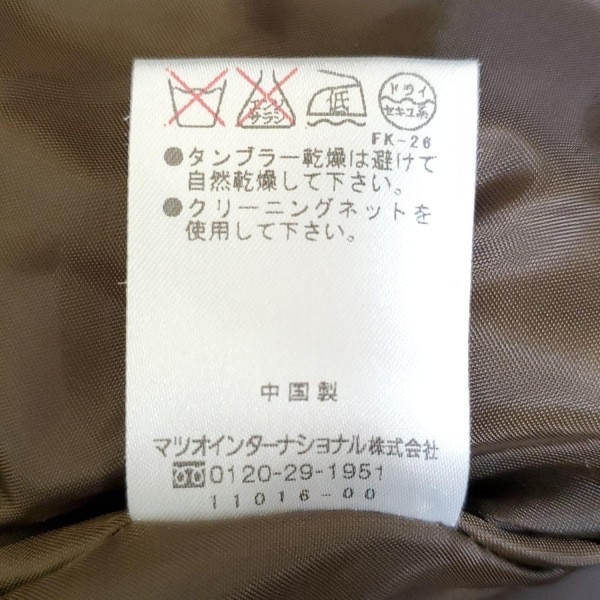 エンソ サラシ
低
ドライ
セキユ系
FK-26
●タンブラー乾燥は避けて
自然乾燥して下さい。
●クリーニングネットを
使用して下さい。
中国製
マツオインターナショナル株式会社
0120-29-1951
11016-00